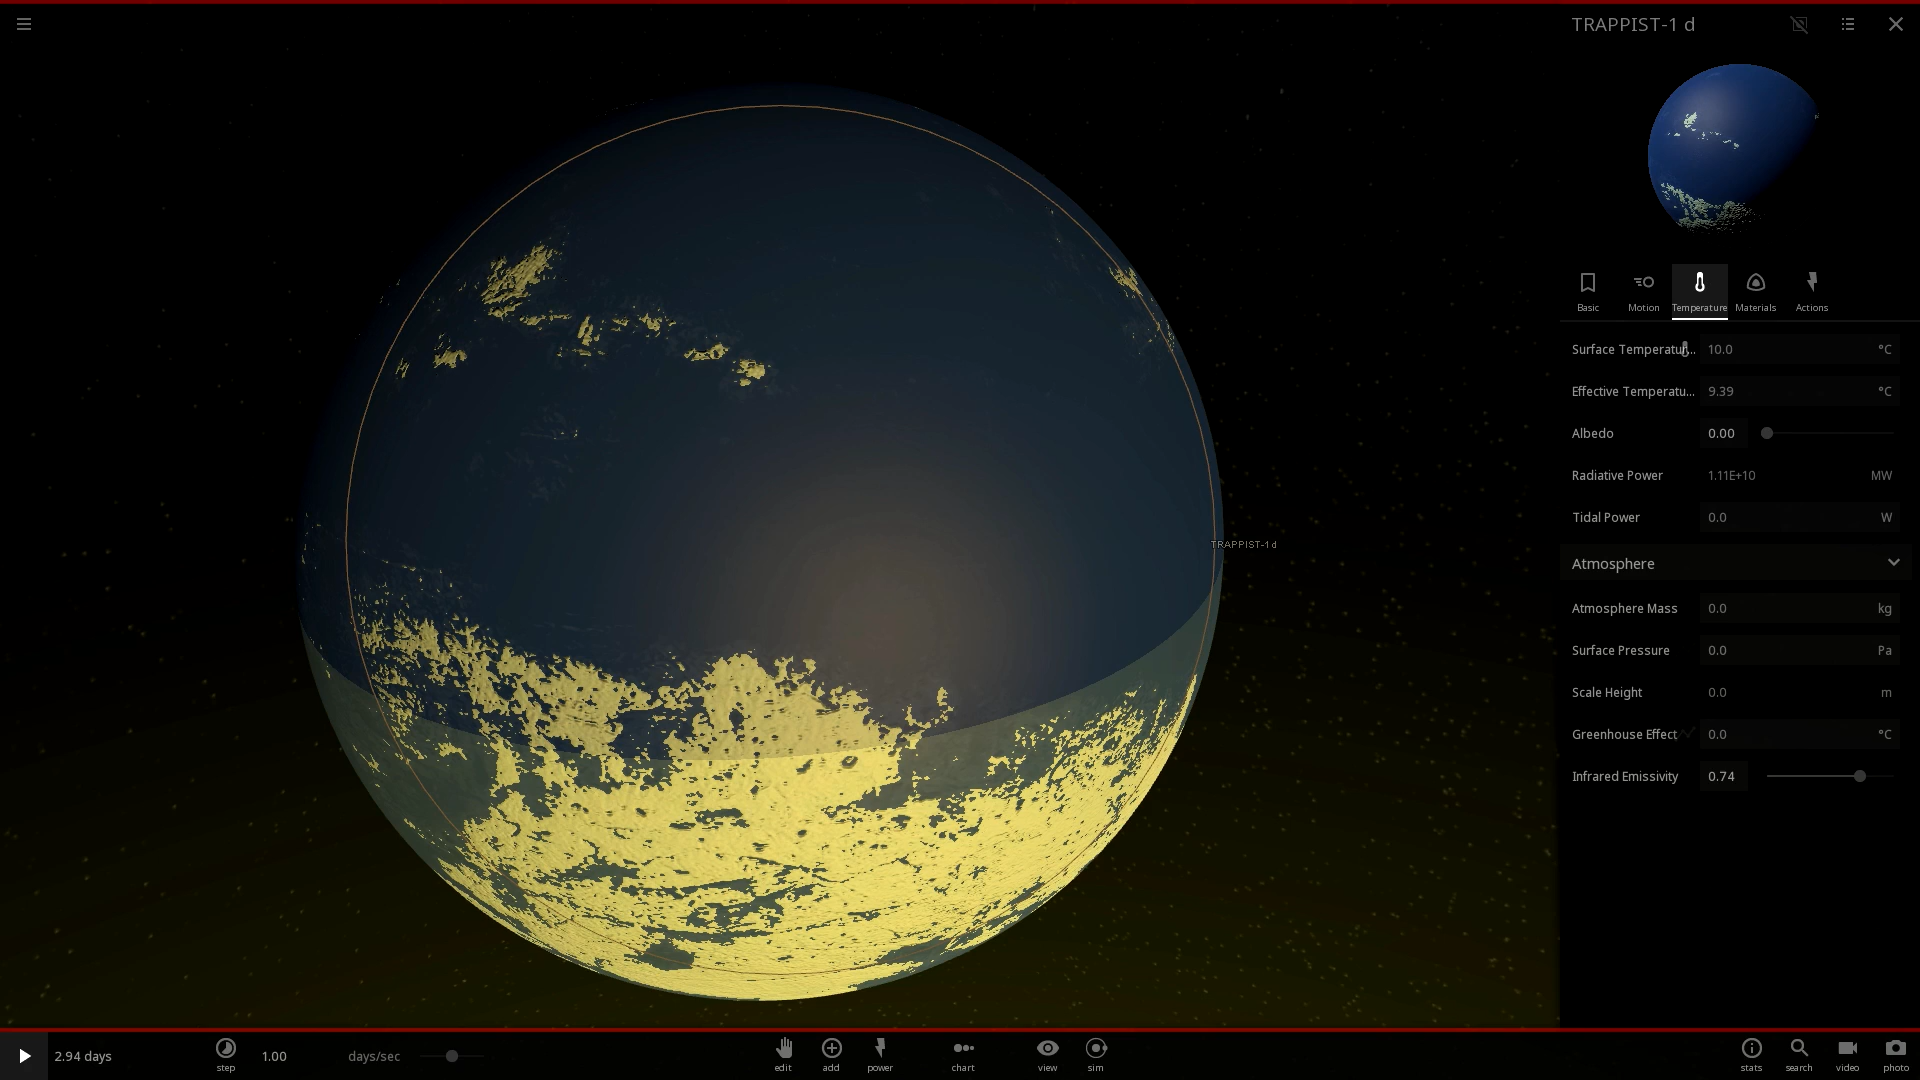 TRAPPIST-1 d
Basic Motion Temperature Materials Actions
Surface Temperatur... 10.0 °C
Effective Temperatu... 9.39 °C
Albedo 0.00
Radiative Power 1.11E+10 MW
Tidal Power 0.0 W
TRAPPIST-1 d
Atmosphere
Atmosphere Mass 0.0 kg
Surface Pressure 0.0 Pa
Scale Height 0.0 m
Greenhouse Effect 0.0 °C
Infrared Emissivity 0.74
2.94 days step 1.00 days/sec edit add power chart view sim stats search video photo